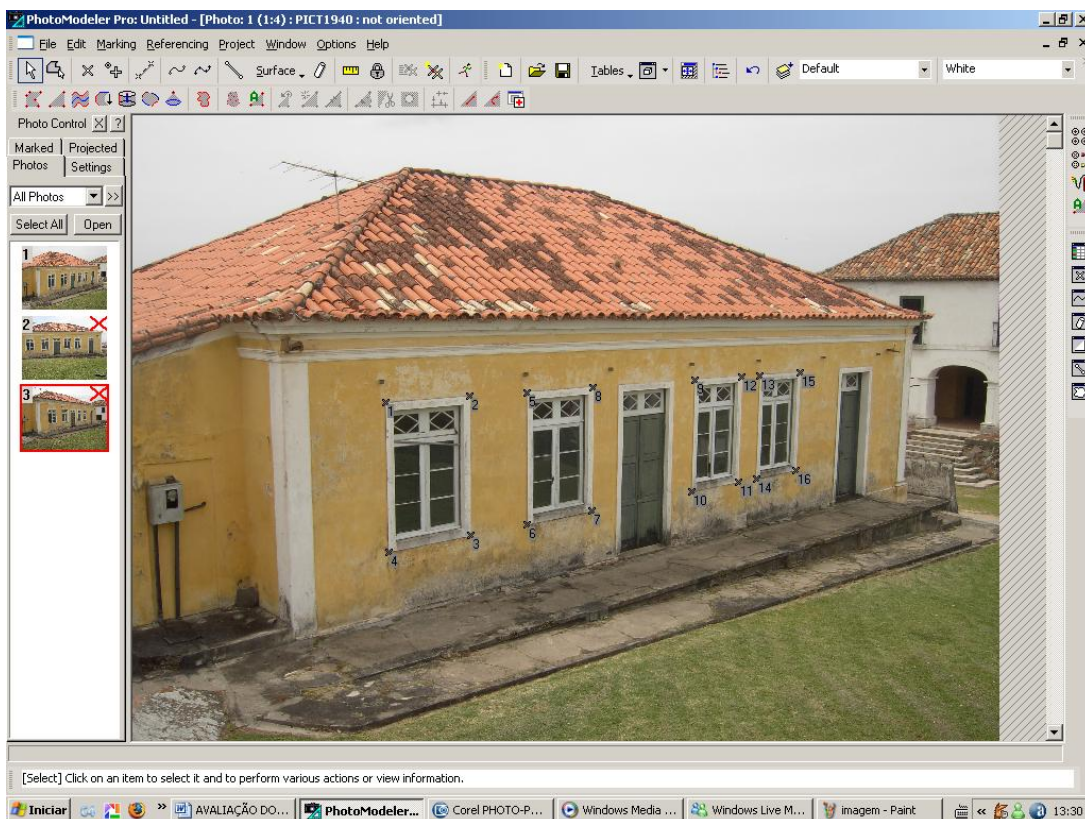 PhotoModeler Pro: Untitled - [Photo: 1 (1:4) : PICT1940 : not oriented]
File Edit Marking Referencing Project Window Options Help
Surface Tables Default White
Photo Control
Marked Projected
Photos Settings
All Photos >>
Select All Open
1
2
3
1 2 5 8 9 12 13 15
4 3 6 7 10 11 14 16
[Select] Click on an item to select it and to perform various actions or view information.
Iniciar » AVALIAÇÃO DO... PhotoModeler... Corel PHOTO-P... Windows Media ... Windows Live M... imagem - Paint « 13:30